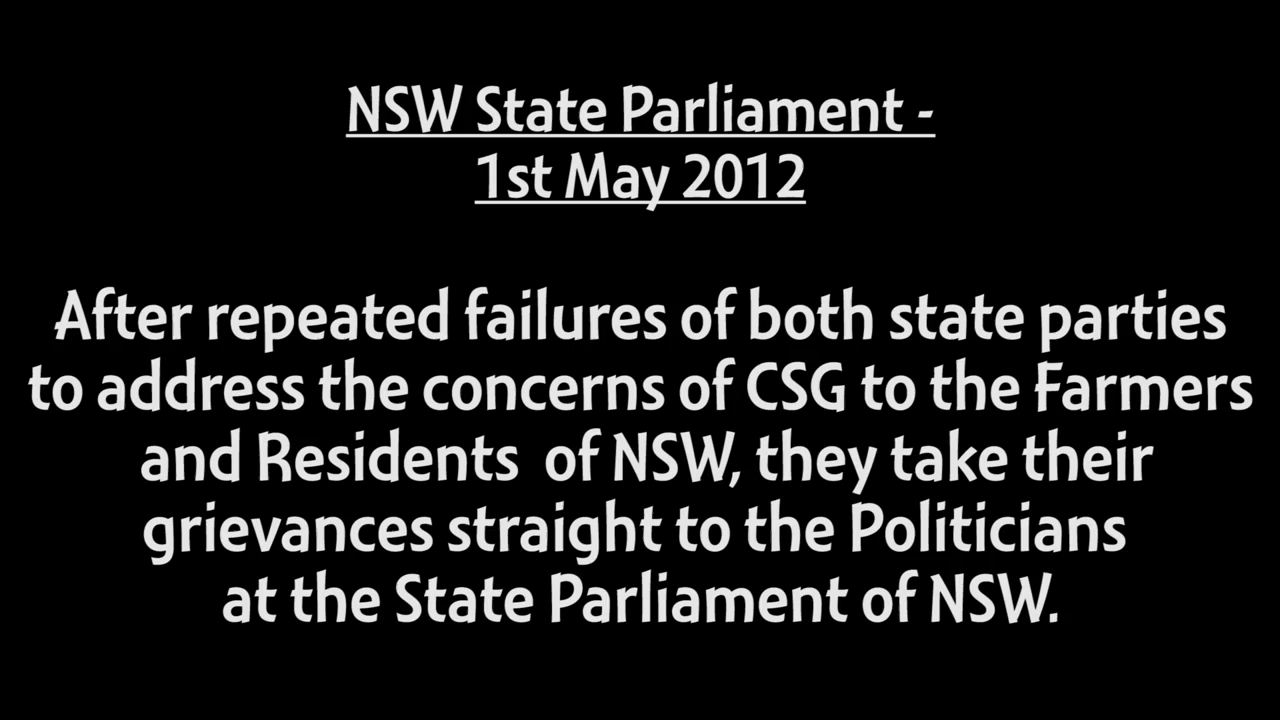 NSW State Parliament -
1st May 2012
After repeated failures of both state parties
to address the concerns of CSG to the Farmers
and Residents  of NSW, they take their
grievances straight to the Politicians
at the State Parliament of NSW.